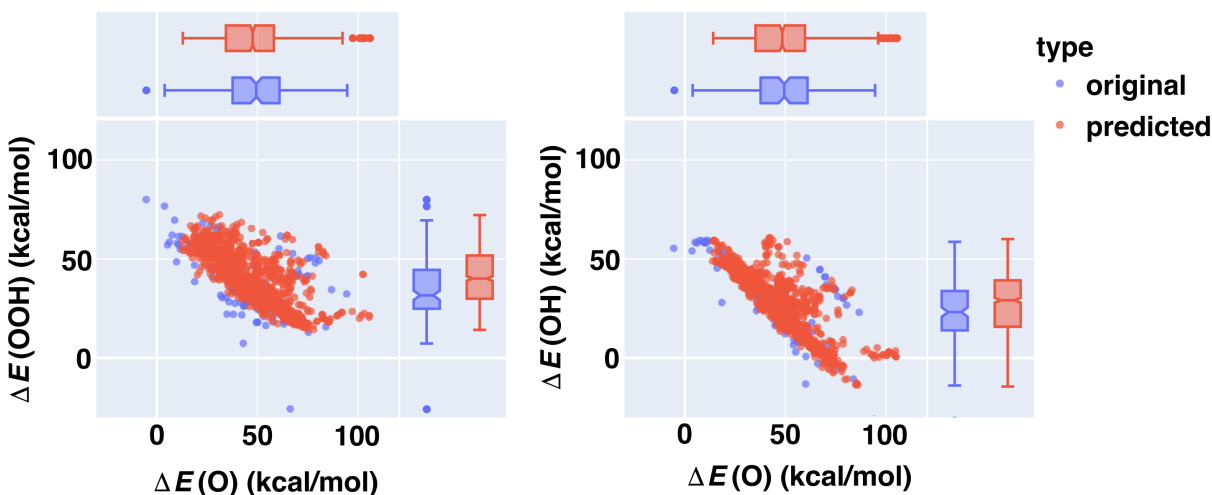 type
original
predicted
ΔE(OOH) (kcal/mol)
100
50
0
0 50 100
ΔE(O) (kcal/mol)
ΔE(OH) (kcal/mol)
100
50
0
0 50 100
ΔE(O) (kcal/mol)